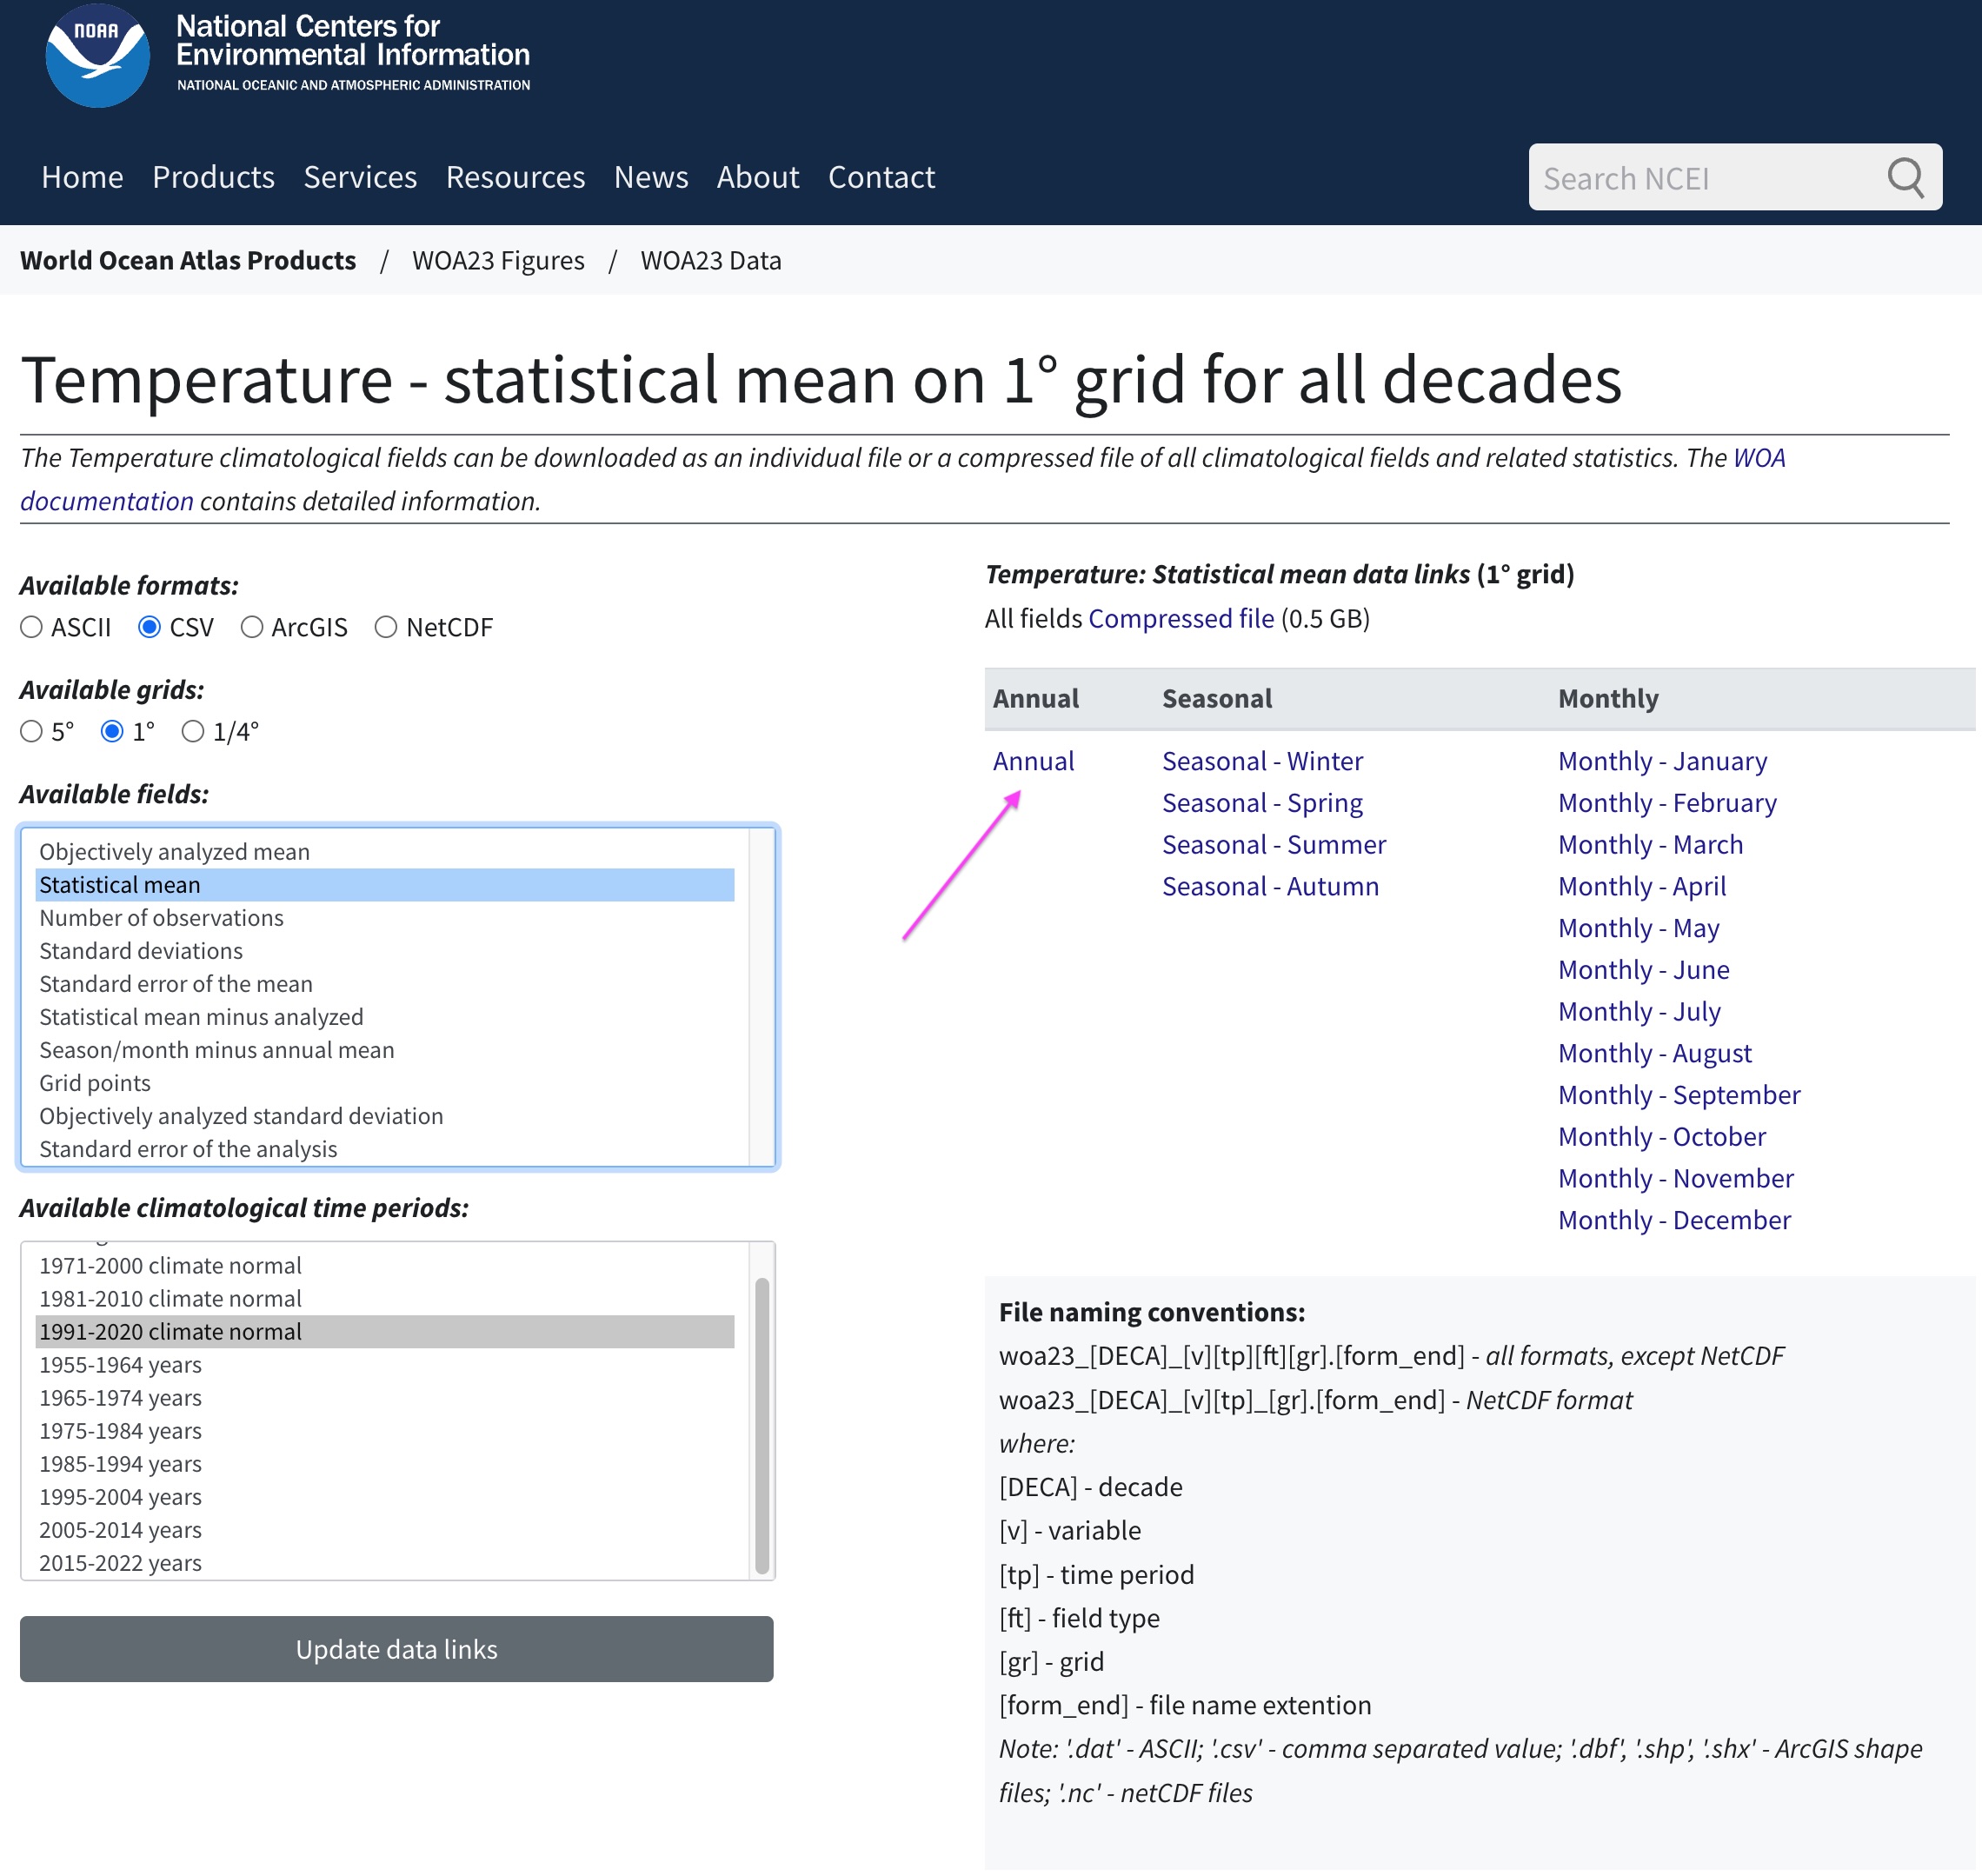 NOAA
National Centers for
Environmental Information
NATIONAL OCEANIC AND ATMOSPHERIC ADMINISTRATION
Home Products Services Resources News About Contact
Search NCEI
World Ocean Atlas Products / WOA23 Figures / WOA23 Data
Temperature - statistical mean on 1° grid for all decades
The Temperature climatological fields can be downloaded as an individual file or a compressed file of all climatological fields and related statistics. The WOA
documentation contains detailed information.
Available formats:
ASCII CSV ArcGIS NetCDF
Available grids:
5° 1° 1/4°
Available fields:
Objectively analyzed mean
Statistical mean
Number of observations
Standard deviations
Standard error of the mean
Statistical mean minus analyzed
Season/month minus annual mean
Grid points
Objectively analyzed standard deviation
Standard error of the analysis
Available climatological time periods:
1971-2000 climate normal
1981-2010 climate normal
1991-2020 climate normal
1955-1964 years
1965-1974 years
1975-1984 years
1985-1994 years
1995-2004 years
2005-2014 years
2015-2022 years
Update data links
Temperature: Statistical mean data links (1° grid)
All fields Compressed file (0.5 GB)
Annual Seasonal Monthly
Annual Seasonal - Winter Monthly - January
Seasonal - Spring Monthly - February
Seasonal - Summer Monthly - March
Seasonal - Autumn Monthly - April
Monthly - May
Monthly - June
Monthly - July
Monthly - August
Monthly - September
Monthly - October
Monthly - November
Monthly - December
File naming conventions:
woa23_[DECA]_[v][tp][ft][gr].[form_end] - all formats, except NetCDF
woa23_[DECA]_[v][tp]_[gr].[form_end] - NetCDF format
where:
[DECA] - decade
[v] - variable
[tp] - time period
[ft] - field type
[gr] - grid
[form_end] - file name extention
Note: '.dat' - ASCII; '.csv' - comma separated value; '.dbf', '.shp', '.shx' - ArcGIS shape
files; '.nc' - netCDF files